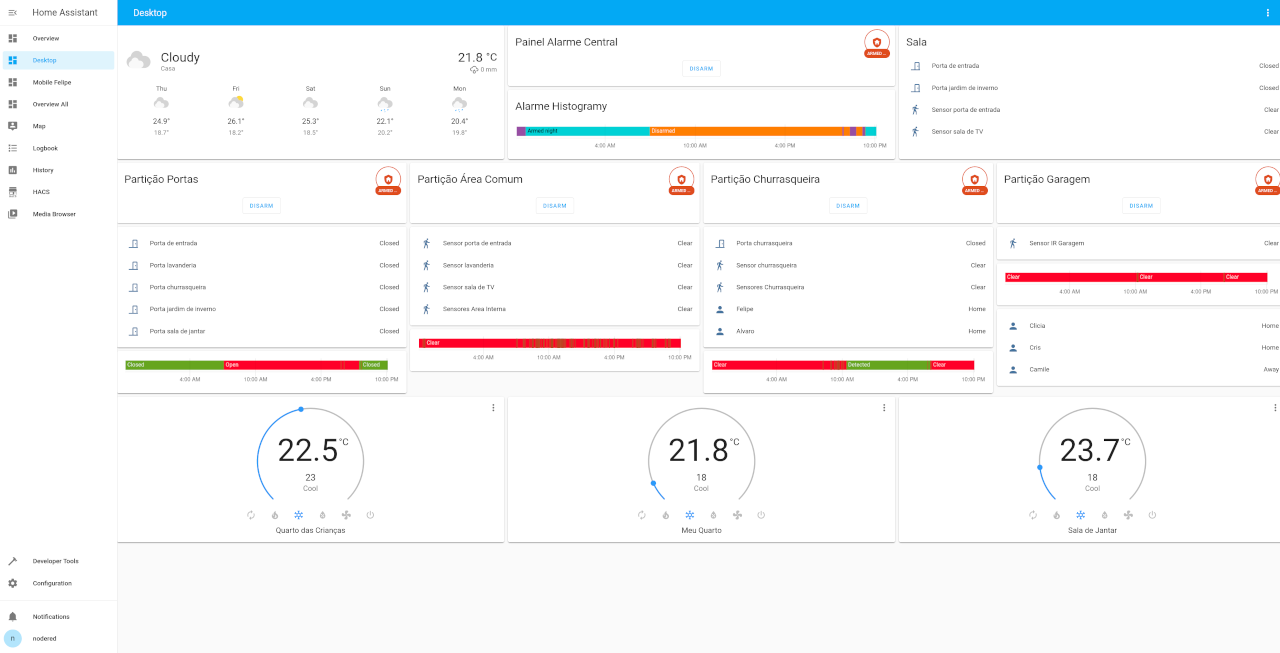 Home Assistant
Desktop
Overview
Desktop
Mobile Felipe
Overview All
Map
Logbook
History
HACS
Media Browser
Developer Tools
Configuration
Notifications
n nodered
Cloudy
Casa
21.8 °C
0 mm
Thu Fri Sat Sun Mon
24.9° 26.1° 25.3° 22.1° 20.4°
18.7° 18.2° 18.5° 20.2° 19.8°
Painel Alarme Central
ARMED ...
DISARM
Alarme Histogramy
Armed night Disarmed
4:00 AM 10:00 AM 4:00 PM 10:00 PM
Sala
Porta de entrada Closed
Porta jardim de inverno Closed
Sensor porta de entrada Clear
Sensor sala de TV Clear
Partição Portas
ARMED ...
DISARM
Porta de entrada Closed
Porta lavanderia Closed
Porta churrasqueira Closed
Porta jardim de inverno Closed
Porta sala de jantar Closed
Closed Open Closed
4:00 AM 10:00 AM 4:00 PM 10:00 PM
Partição Área Comum
ARMED ...
DISARM
Sensor porta de entrada Clear
Sensor lavanderia Clear
Sensor sala de TV Clear
Sensores Area Interna Clear
Clear
4:00 AM 10:00 AM 4:00 PM 10:00 PM
Partição Churrasqueira
ARMED ...
DISARM
Porta churrasqueira Closed
Sensor churrasqueira Clear
Sensores Churrasqueira Clear
Felipe Home
Alvaro Home
Clear Detected Clear
4:00 AM 10:00 AM 4:00 PM 10:00 PM
Partição Garagem
ARMED ...
DISARM
Sensor IR Garagem Clear
Clear Clear Clear
4:00 AM 10:00 AM 4:00 PM 10:00 PM
Clicia Home
Cris Home
Camile Away
22.5 °C
23
Cool
Quarto das Crianças
21.8 °C
18
Cool
Meu Quarto
23.7 °C
18
Cool
Sala de Jantar